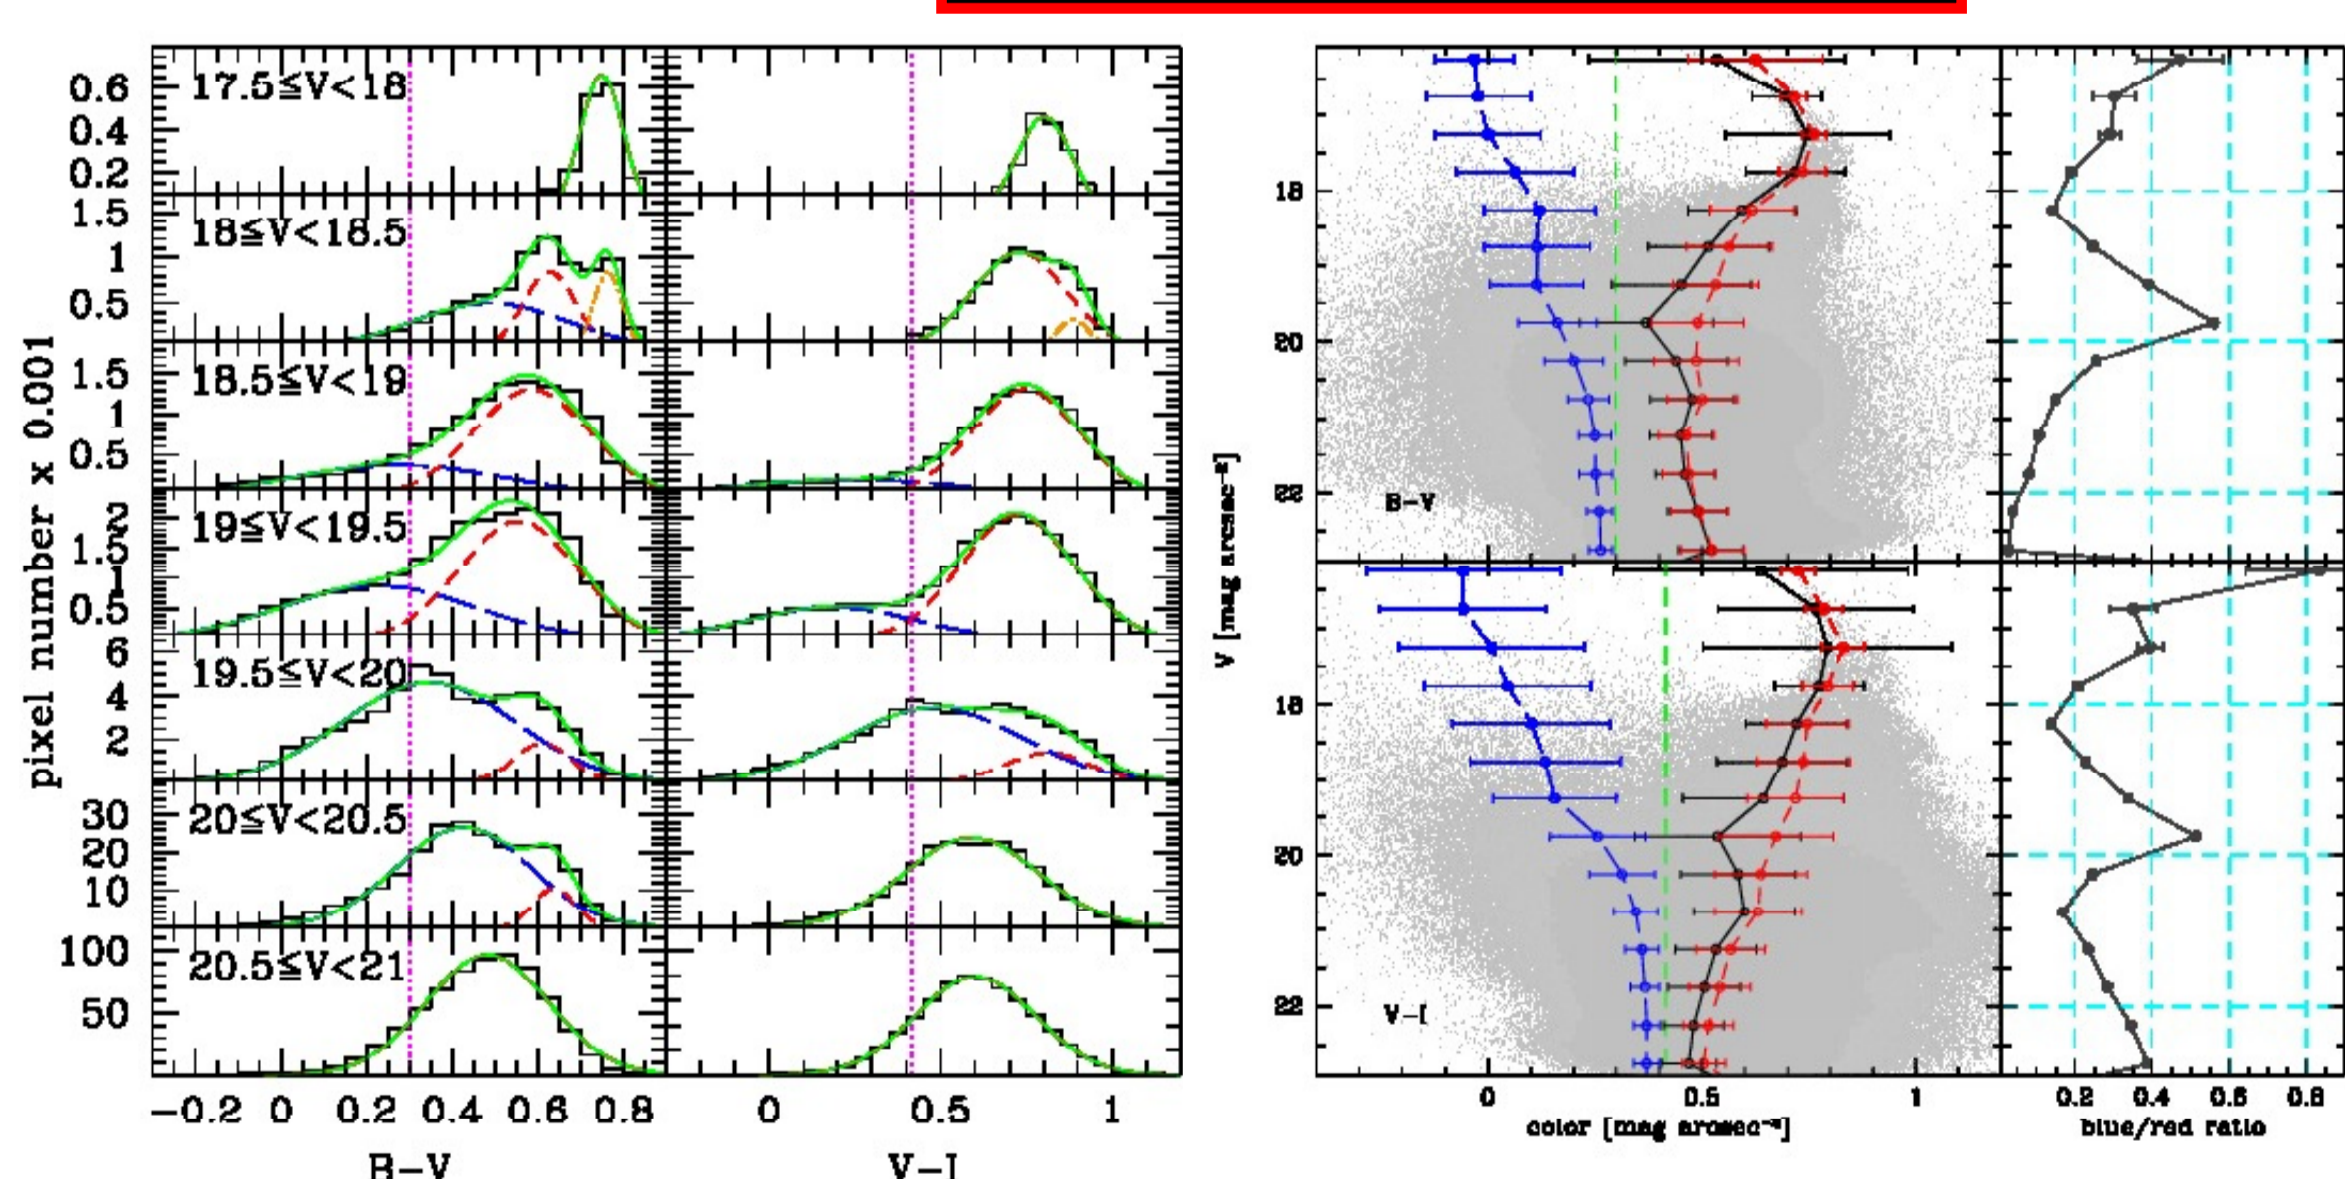 17.5≦V<18
0.6
0.4
0.2
18≦V<18.5
1.5
1
0.5
18.5≦V<19
1.5
1
0.5
19≦V<19.5
2
1.5
1
0.5
19.5≦V<20
6
4
2
20≦V<20.5
30
20
10
20.5≦V<21
100
50
pixel number x 0.001
−0.2 0 0.2 0.4 0.6 0.8
0 0.5 1
B−V
V−I
V [mag arcsec⁻²]
18
20
22
B−V
18
20
22
V−I
0 0.5 1
color [mag arcsec⁻²]
0.2 0.4 0.6 0.8
blue/red ratio